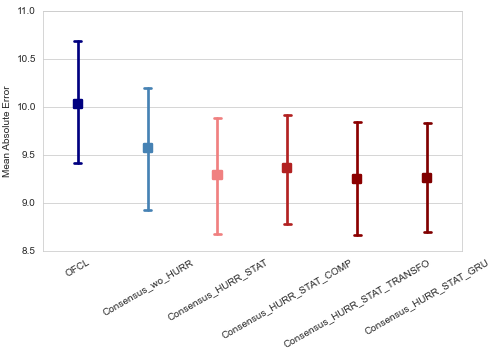 11.0
10.5
10.0
9.5
9.0
8.5
Mean Absolute Error
OFCL
Consensus_wo_HURR
Consensus_HURR_STAT
Consensus_HURR_STAT_COMP
Consensus_HURR_STAT_TRANSFO
Consensus_HURR_STAT_GRU